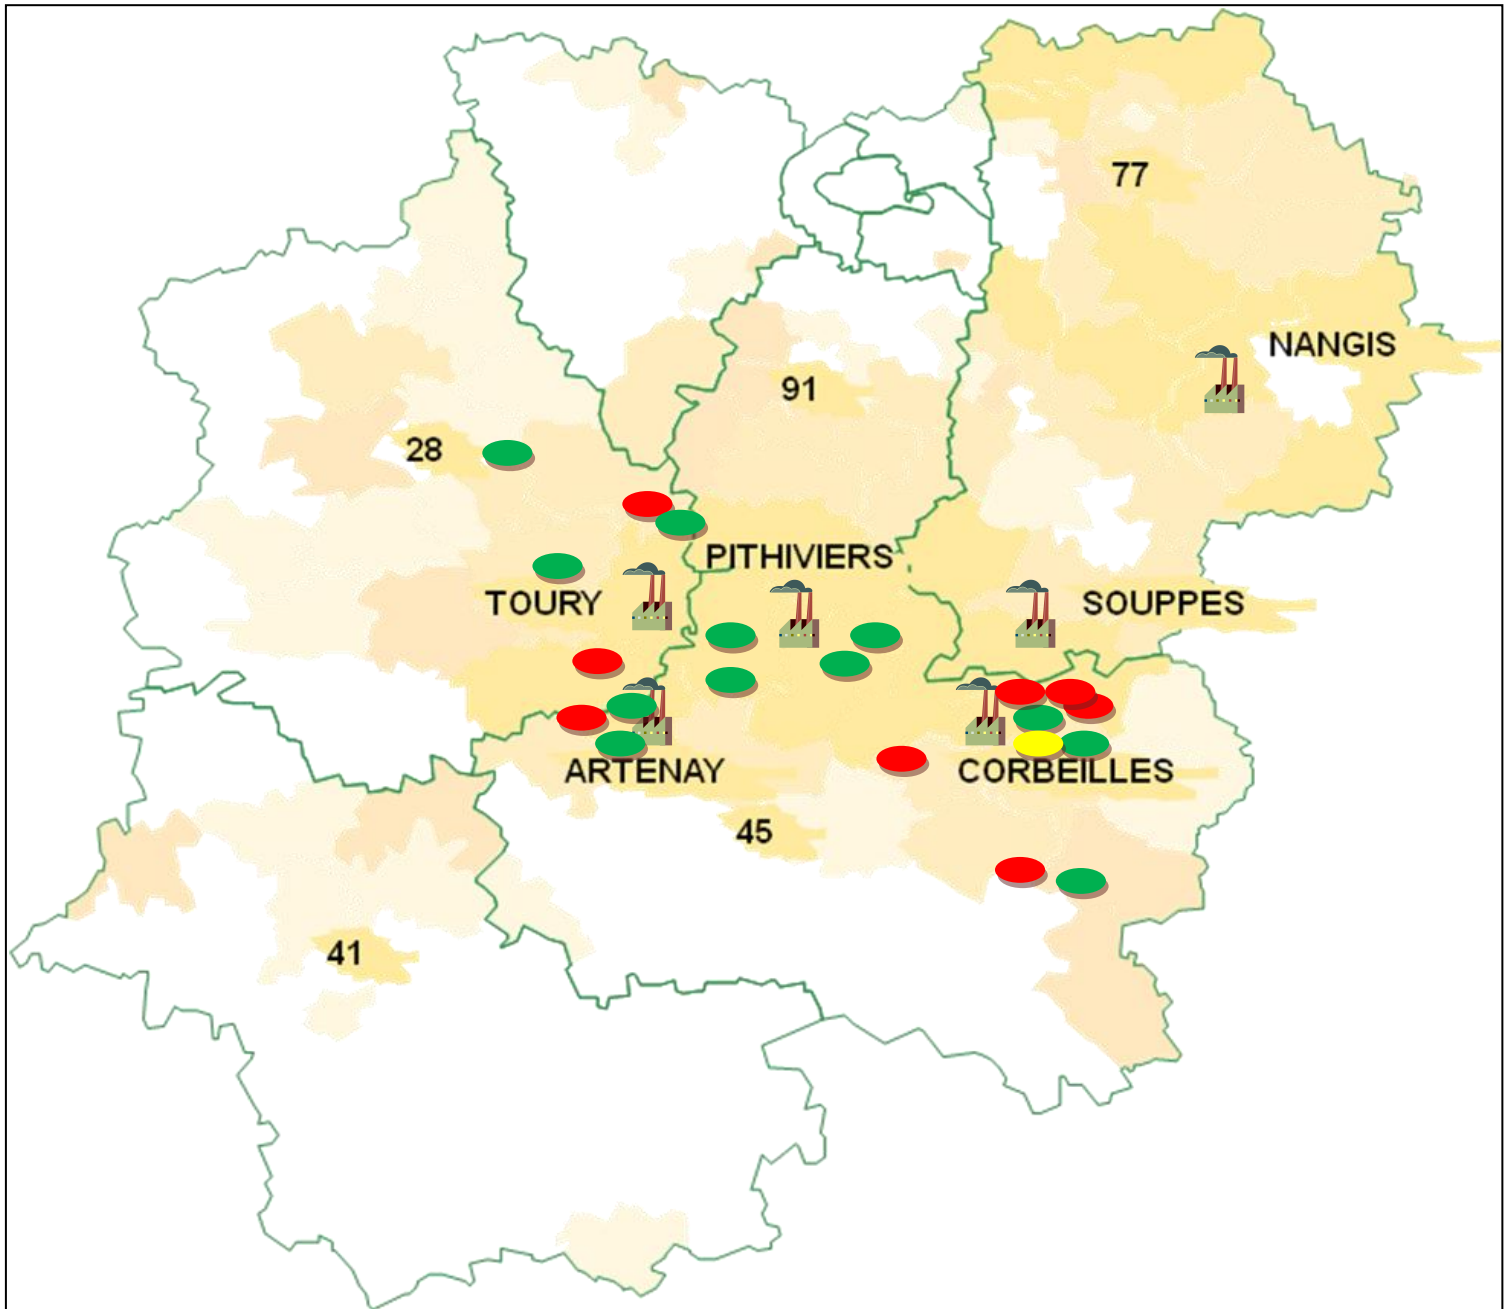 77
NANGIS
91
28
PITHIVIERS
TOURY
SOUPPES
ARTENAY
CORBEILLES
45
41